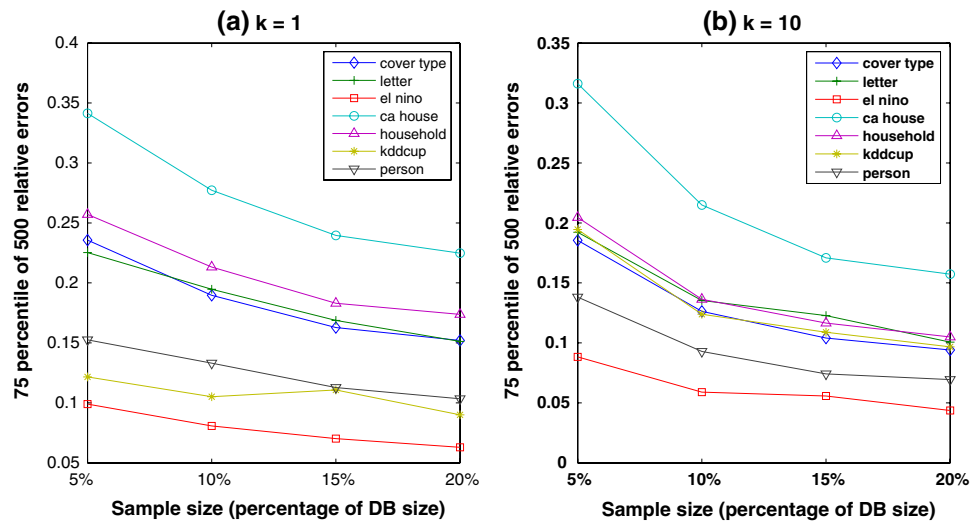 (a) k = 1
0.4
0.35
0.3
0.25
0.2
0.15
0.1
0.05
5%
10%
15%
20%
75 percentile of 500 relative errors
Sample size (percentage of DB size)
cover type
letter
el nino
ca house
household
kddcup
person
(b) k = 10
0.35
0.3
0.25
0.2
0.15
0.1
0.05
0
5%
10%
15%
20%
75 percentile of 500 relative errors
Sample size (percentage of DB size)
cover type
letter
el nino
ca house
household
kddcup
person